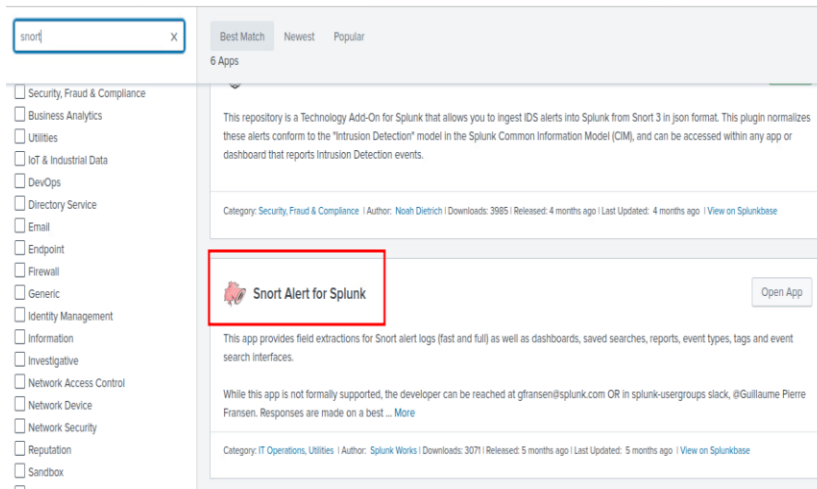 snort X
Best Match Newest Popular
6 Apps
Security, Fraud & Compliance
Business Analytics
Utilities
IoT & Industrial Data
DevOps
Directory Service
Email
Endpoint
Firewall
Generic
Identity Management
Information
Investigative
Network Access Control
Network Device
Network Security
Reputation
Sandbox
This repository is a Technology Add-On for Splunk that allows you to ingest IDS alerts into Splunk from Snort 3 in json format. This plugin normalizes
these alerts conform to the "Intrusion Detection" model in the Splunk Common Information Model (CIM), and can be accessed within any app or
dashboard that reports Intrusion Detection events.
Category: Security, Fraud & Compliance | Author: Noah Dietrich | Downloads: 3985 | Released: 4 months ago | Last Updated: 4 months ago | View on Splunkbase
Snort Alert for Splunk
Open App
This app provides field extractions for Snort alert logs (fast and full) as well as dashboards, saved searches, reports, event types, tags and event
search interfaces.
While this app is not formally supported, the developer can be reached at gfransen@splunk.com OR in splunk-usergroups slack, @Guillaume Pierre
Fransen. Responses are made on a best ... More
Category: IT Operations, Utilities | Author: Splunk Works | Downloads: 3071 | Released: 5 months ago | Last Updated: 5 months ago | View on Splunkbase